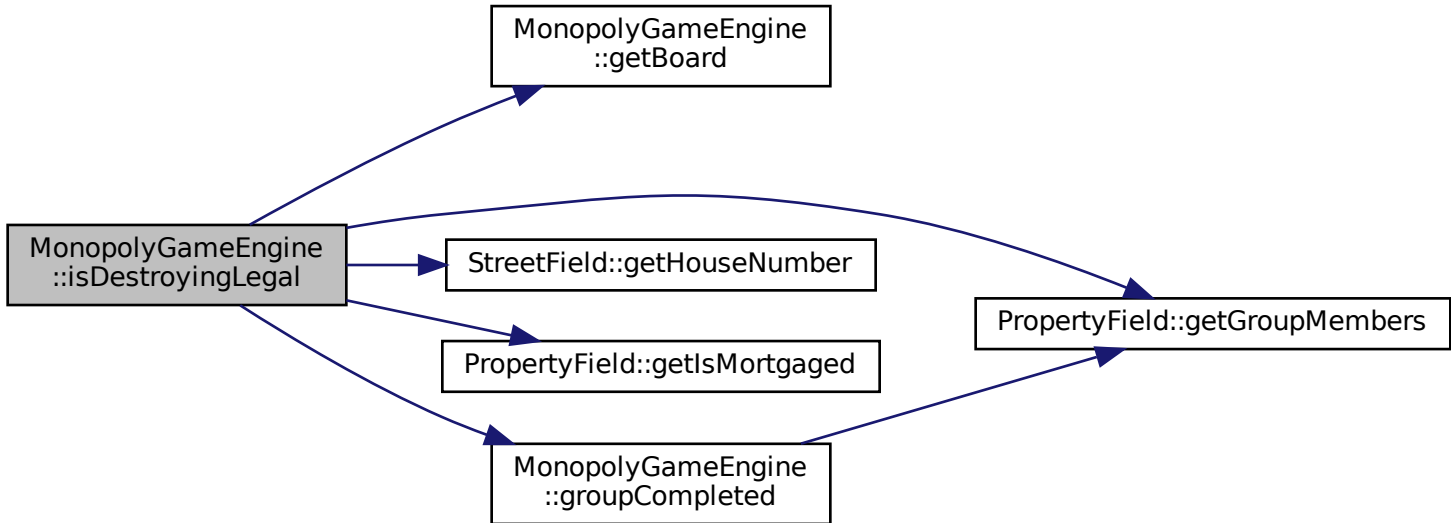 MonopolyGameEngine
::getBoard
MonopolyGameEngine
::isDestroyingLegal
StreetField::getHouseNumber
PropertyField::getGroupMembers
PropertyField::getIsMortgaged
MonopolyGameEngine
::groupCompleted